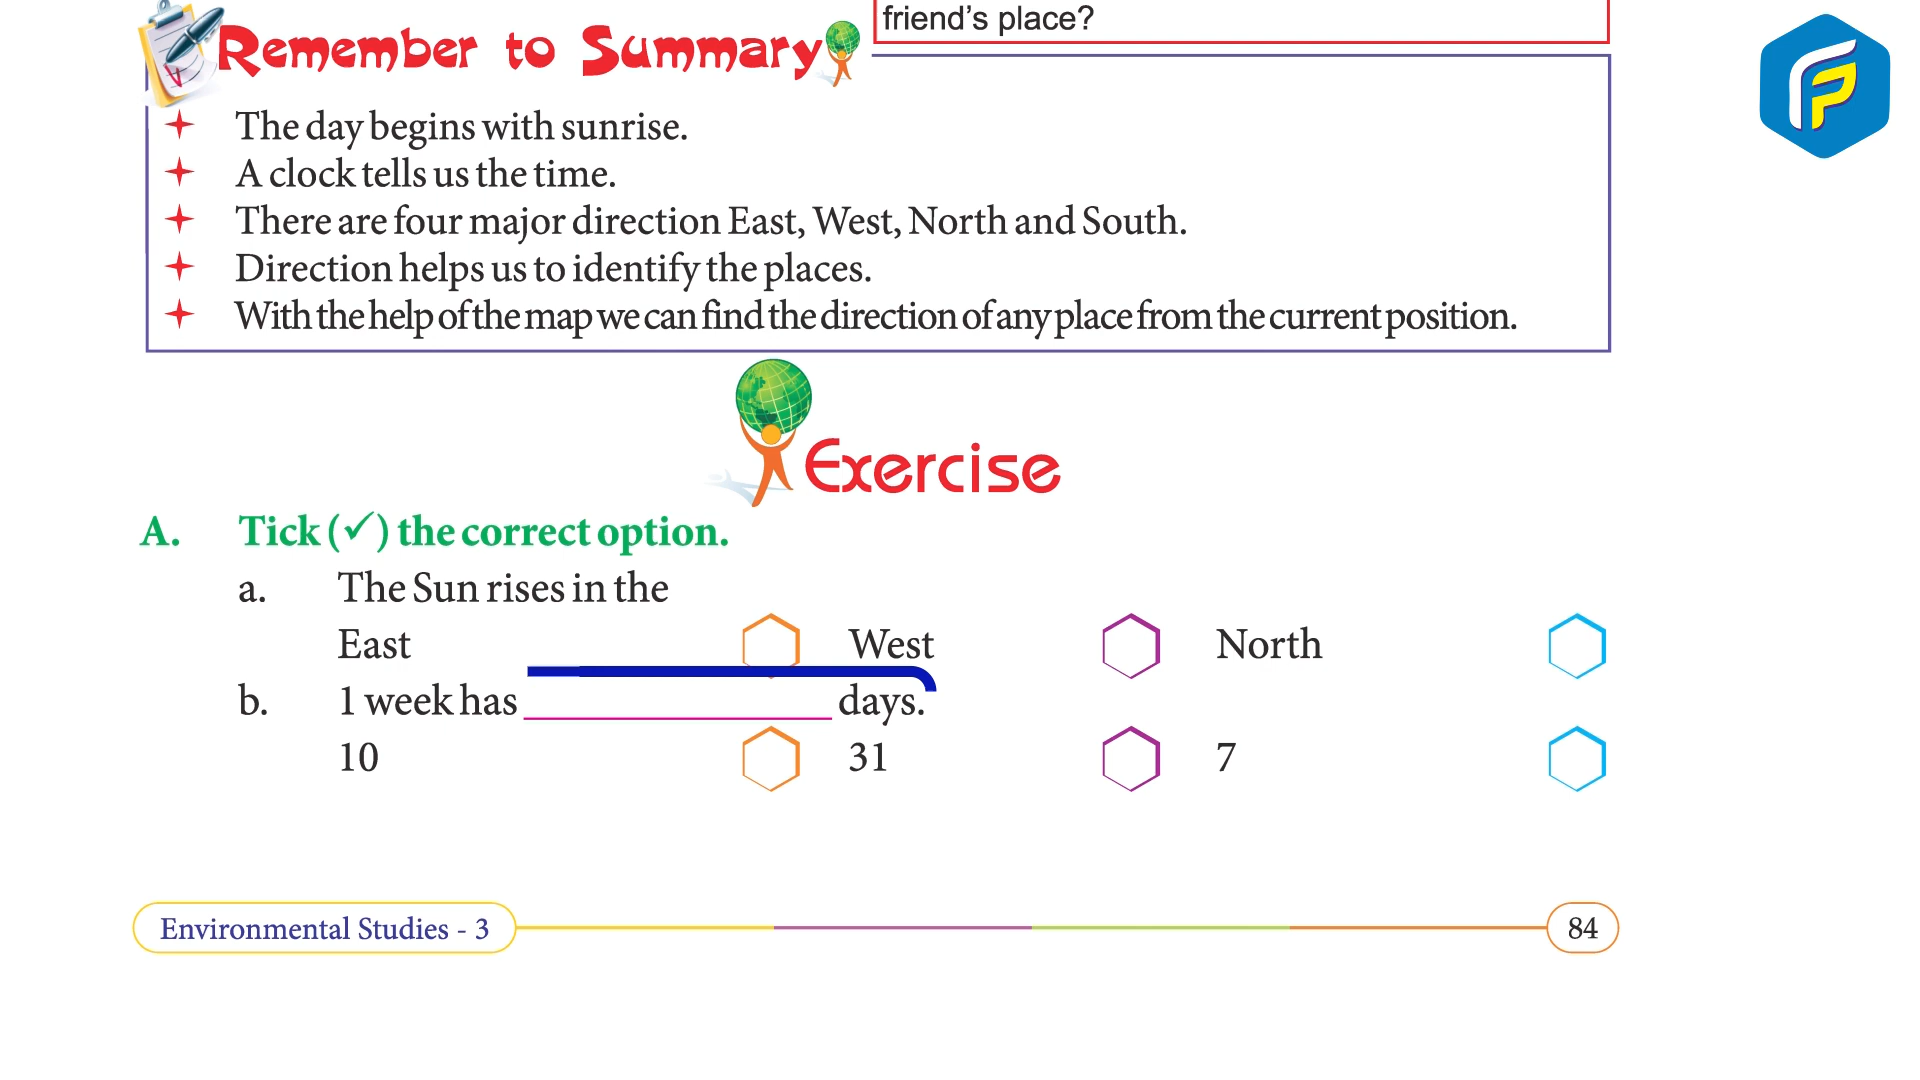 friend's place?
Remember to Summary
The day begins with sunrise.
A clock tells us the time.
There are four major direction East, West, North and South.
Direction helps us to identify the places.
With the help of the map we can find the direction of any place from the current position.
Exercise
A. Tick (✓) the correct option.
a. The Sun rises in the
East West North
b. 1 week has ____________ days.
10 31 7
Environmental Studies - 3 84